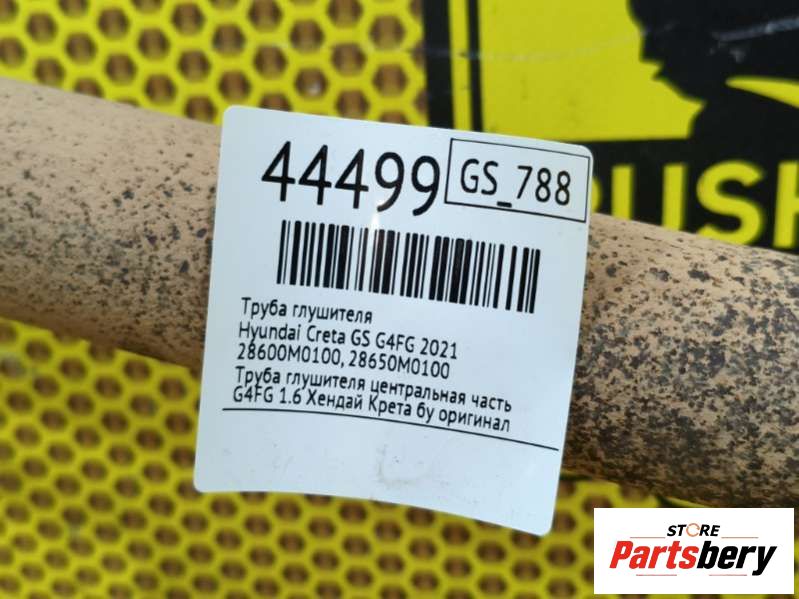 44499
GS_788
Труба глушителя
Hyundai Creta GS G4FG 2021
28600M0100, 28650M0100
Труба глушителя центральная часть
G4FG 1.6 Хендай Крета бу оригинал
USH
STORE
Partsbery